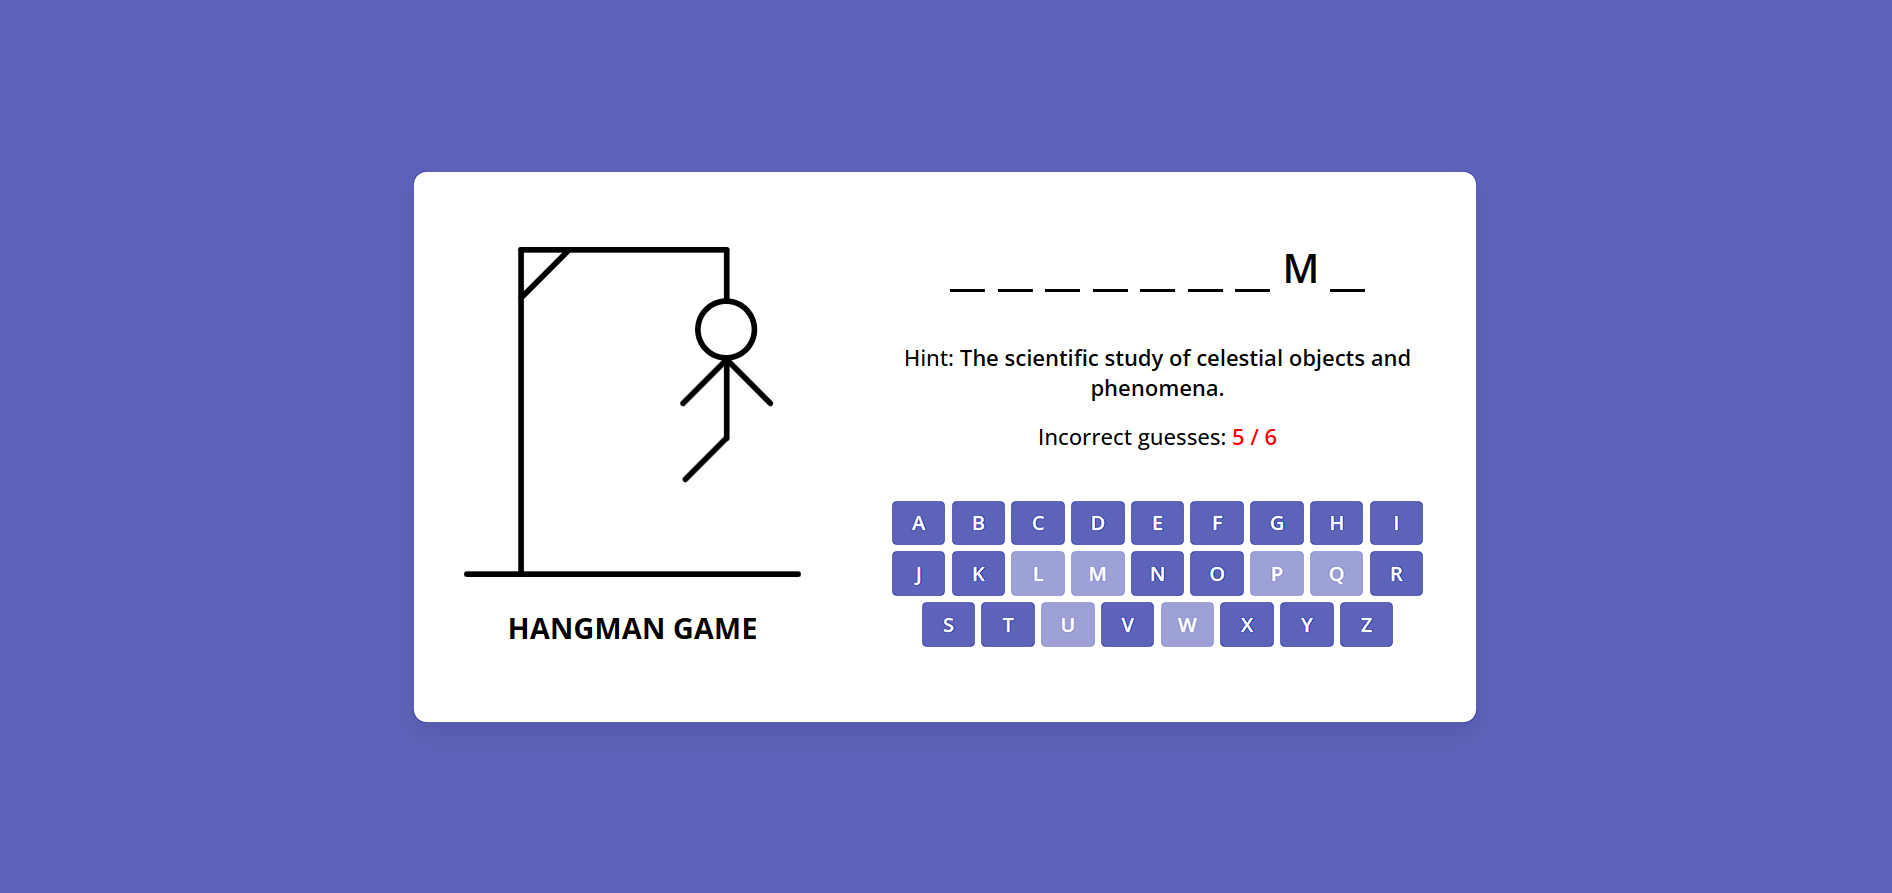 _ _ _ _ _ _ _ M _
Hint: The scientific study of celestial objects and
phenomena.
Incorrect guesses: 5 / 6
A B C D E F G H I
J K L M N O P Q R
S T U V W X Y Z
HANGMAN GAME